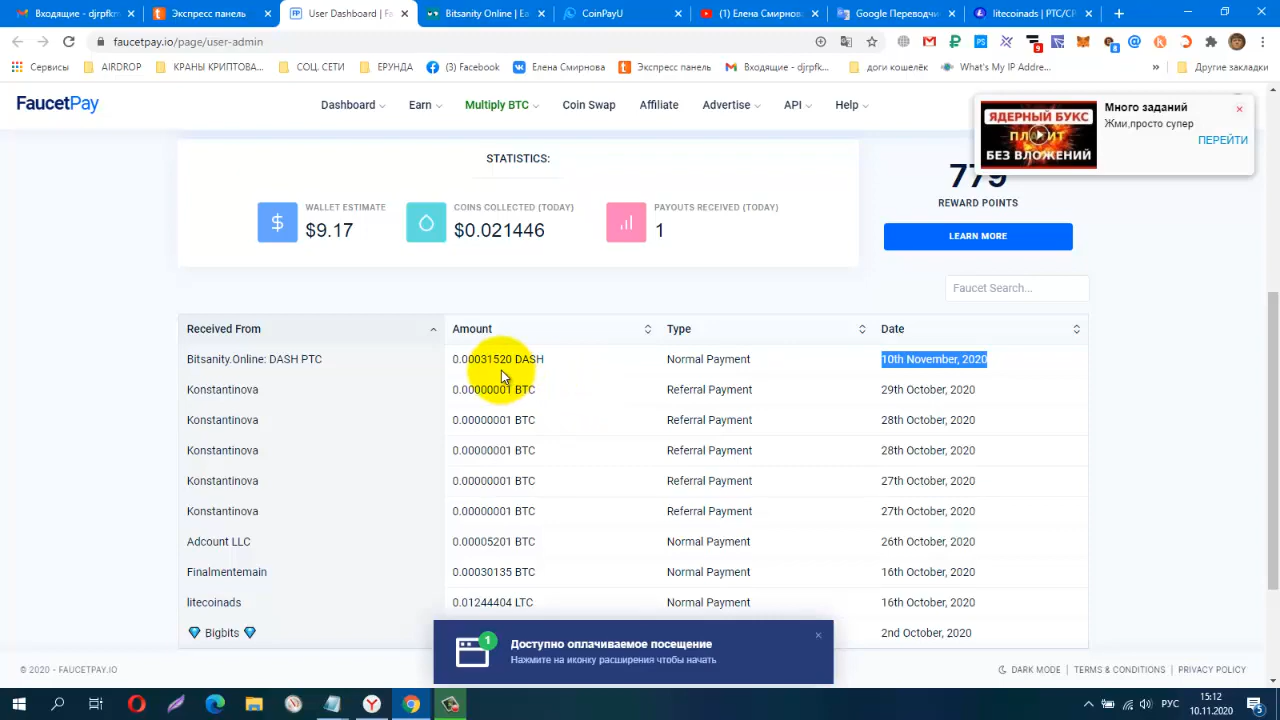 Входящие - djrpfk...
Экспресс панель
User Dashboard | Fa
Bitsanity Online | Ea
CoinPayU
(1) Елена Смирнова
Google Переводчи
litecoinads | PTC/CP
faucetpay.io/page/user-admin
9
8
Сервисы
AIRDROP
КРАНЫ КРИПТОВА...
СОЦ. СЕТИ
ЕРУНДА
(3) Facebook
Елена Смирнова
Экспресс панель
Входящие – djrpfk...
доги кошелёк
What's My IP Addre...
»
Другие закладки
FaucetPay
Dashboard
Earn
Multiply BTC
Coin Swap
Affiliate
Advertise
API
Help
ЯДЕРНЫЙ БУКС
ПЛАТИТ
БЕЗ ВЛОЖЕНИЙ
Много заданий
Жми,просто супер
ПЕРЕЙТИ
STATISTICS:
WALLET ESTIMATE
$9.17
COINS COLLECTED (TODAY)
$0.021446
PAYOUTS RECEIVED (TODAY)
1
779
REWARD POINTS
LEARN MORE
Faucet Search...
Received From Amount Type Date
Bitsanity.Online: DASH PTC 0.00031520 DASH Normal Payment 10th November, 2020
Konstantinova 0.00000001 BTC Referral Payment 29th October, 2020
Konstantinova 0.00000001 BTC Referral Payment 28th October, 2020
Konstantinova 0.00000001 BTC Referral Payment 28th October, 2020
Konstantinova 0.00000001 BTC Referral Payment 27th October, 2020
Konstantinova 0.00000001 BTC Referral Payment 27th October, 2020
Adcount LLC 0.00005201 BTC Normal Payment 26th October, 2020
Finalmentemain 0.00030135 BTC Normal Payment 16th October, 2020
litecoinads 0.01244404 LTC Normal Payment 16th October, 2020
Bigbits 2nd October, 2020
1
Доступно оплачиваемое посещение
Нажмите на иконку расширения чтобы начать
© 2020 - FAUCETPAY.IO
DARK MODE | TERMS & CONDITIONS | PRIVACY POLICY
РУС
15:12
10.11.2020